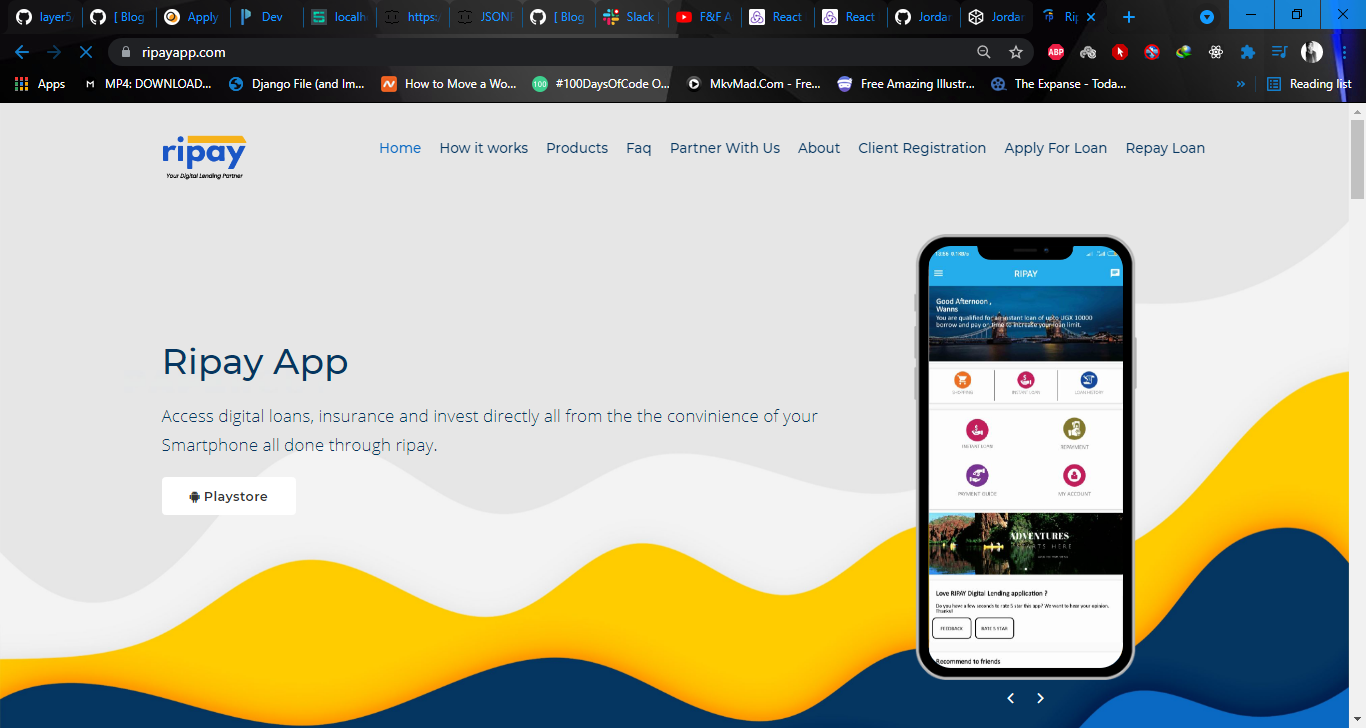 layer5 [ Blog Apply Dev localh https: JSONI [ Blog Slack F&F A React React Jordar Jordar Rip
ripayapp.com ABP
Apps M MP4: DOWNLOAD... Django File (and Im... How to Move a Wo... 100 #100DaysOfCode O... MkvMad.Com - Fre... Free Amazing Illustr... The Expanse - Toda... » Reading list
ripay
Your Digital Lending Partner
Home How it works Products Faq Partner With Us About Client Registration Apply For Loan Repay Loan
RIPAY
Good Afternoon ,
Wanns
You are qualified for an instant loan of upto UGX 10000
borrow and pay on time to increase your loan limit.
SHOPPING INSTANT LOAN LOAN HISTORY
Ripay App
Access digital loans, insurance and invest directly all from the the convinience of your
Smartphone all done through ripay.
Playstore
INSTANT LOAN REPAYMENT
PAYMENT GUIDE MY ACCOUNT
ADVENTURES
STARTS HERE
Love RIPAY Digital Lending application ?
Do you have a few seconds to rate 5 star this app? We want to hear your opinion.
Thanks!
FEEDBACK RATE 5 STAR
Recommend to friends